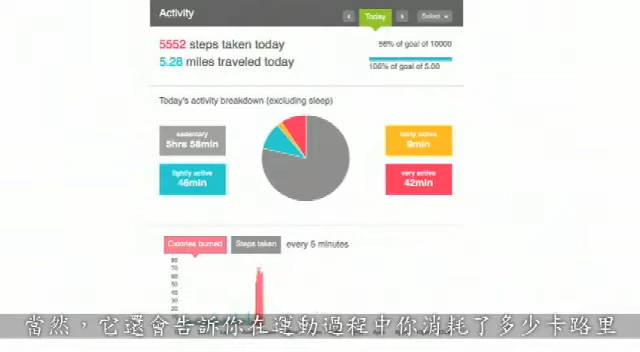 Activity
Today
Select
5552 steps taken today
56% of goal of 10000
5.28 miles traveled today
106% of goal of 5.00
Today's activity breakdown (excluding sleep)
sedentary
5hrs 58min
fairly active
9min
lightly active
46min
very active
42min
Calories burned
Steps taken
every 5 minutes
80
70
60
50
40
30
20
當然，它還會告訴你在運動過程中你消耗了多少卡路里